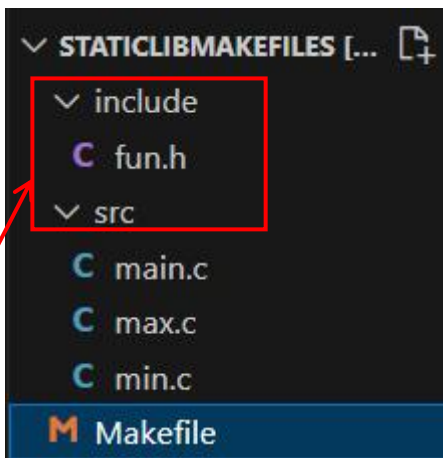 STATICLIBMAKEFILES [...
include
C fun.h
src
C main.c
C max.c
C min.c
M Makefile